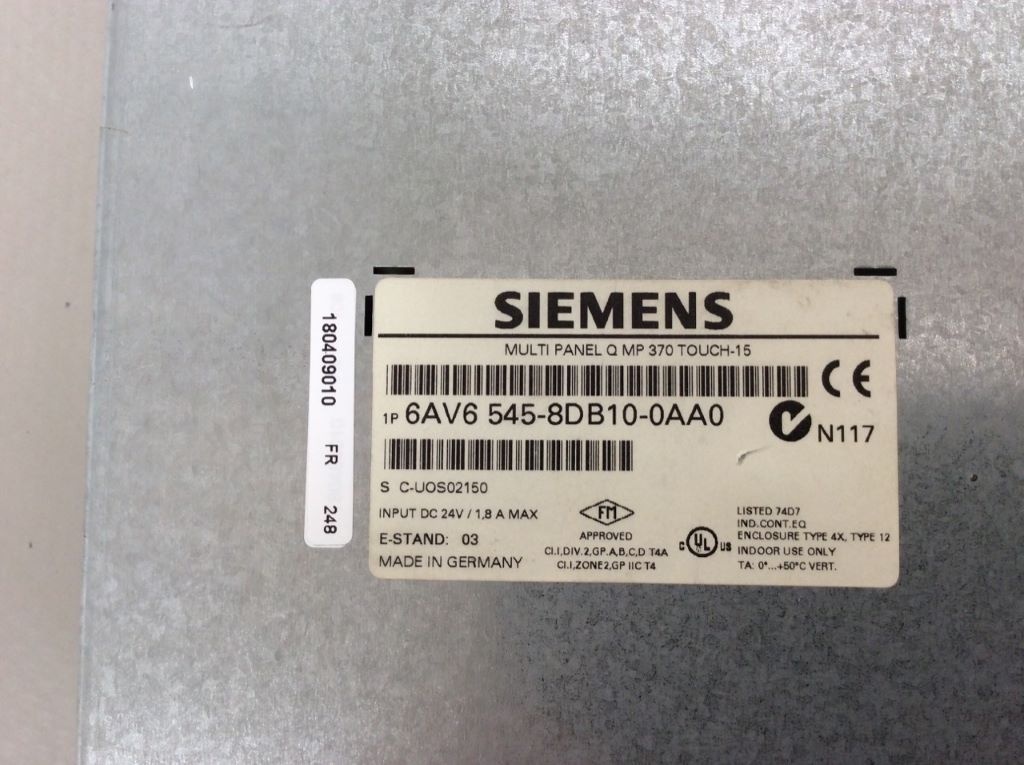 180409010 FR 248
SIEMENS
MULTI PANEL Q MP 370 TOUCH-15
CE
1P 6AV6 545-8DB10-0AA0
N117
S C-UOS02150
INPUT DC 24V / 1,8 A MAX
E-STAND: 03
MADE IN GERMANY
FM
APPROVED
CI.I,DIV.2,GP.A,B,C,D T4A
CI.I,ZONE2,GP IIC T4
C UL US
LISTED 74D7
IND.CONT.EQ
ENCLOSURE TYPE 4X, TYPE 12
INDOOR USE ONLY
TA: 0°...+50°C VERT.